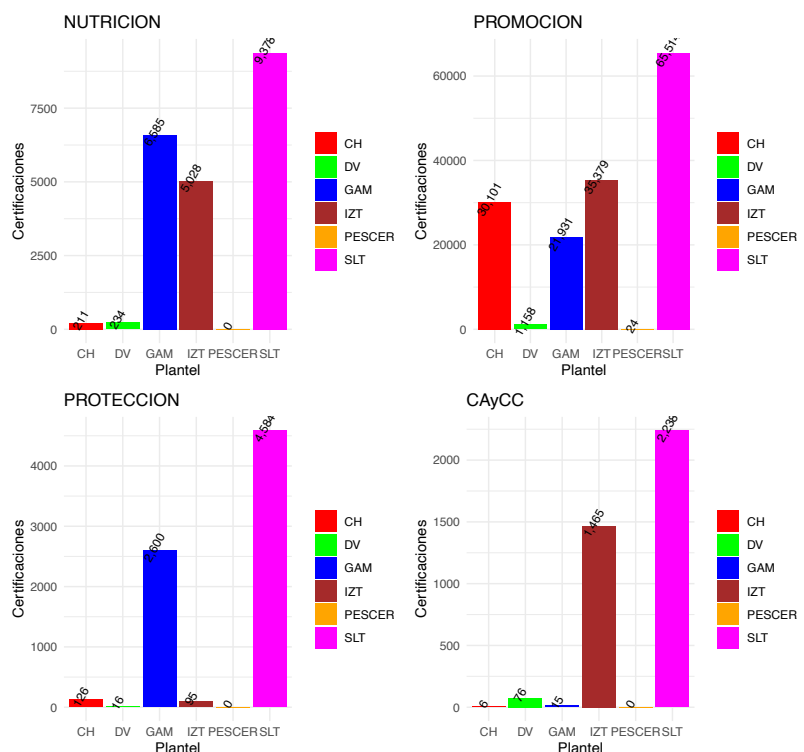 NUTRICION
Certificaciones
7500
5000
2500
0
211
234
6,585
5,028
0
9,378
CH DV GAM IZT PESCER SLT
Plantel
CH
DV
GAM
IZT
PESCER
SLT
PROMOCION
Certificaciones
60000
40000
20000
0
30,101
1,158
21,931
35,379
24
65,514
CH DV GAM IZT PESCER SLT
Plantel
CH
DV
GAM
IZT
PESCER
SLT
PROTECCION
Certificaciones
4000
3000
2000
1000
0
126
16
2,600
95
0
4,584
CH DV GAM IZT PESCER SLT
Plantel
CH
DV
GAM
IZT
PESCER
SLT
CAyCC
Certificaciones
2000
1500
1000
500
0
6
76
15
1,465
0
2,238
CH DV GAM IZT PESCER SLT
Plantel
CH
DV
GAM
IZT
PESCER
SLT